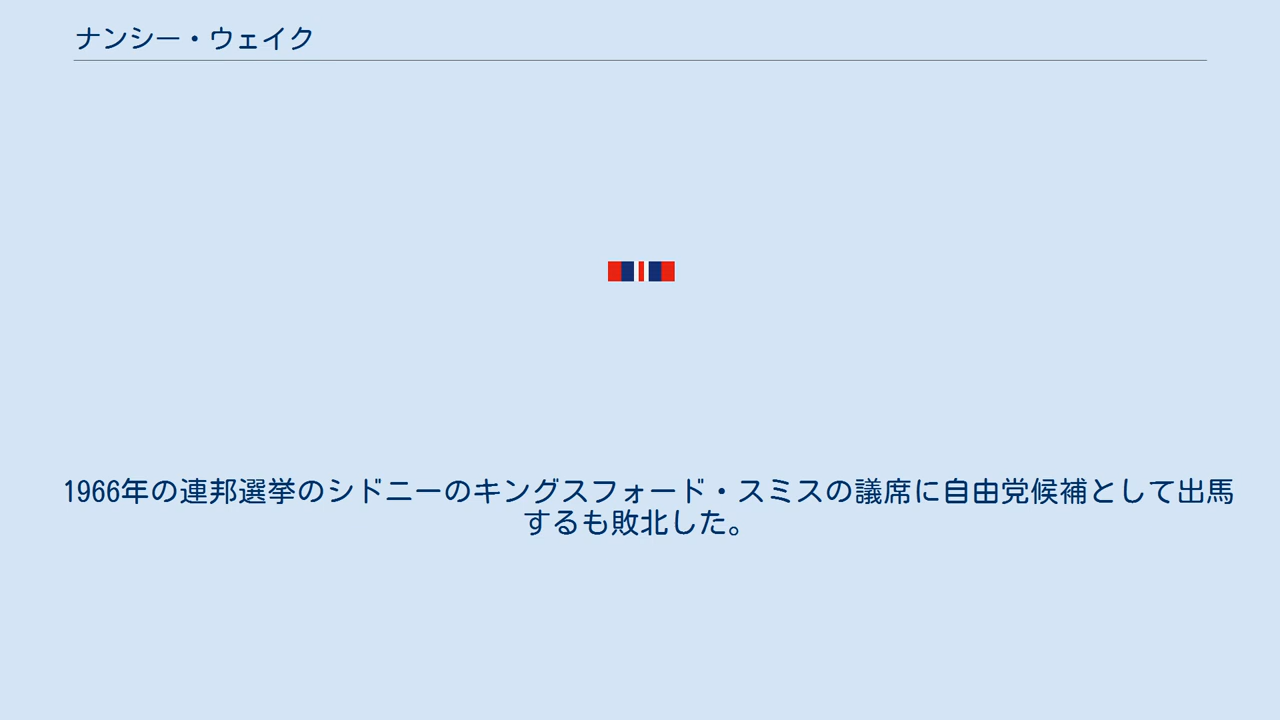 ナンシー・ウェイク
1966年の連邦選挙のシドニーのキングスフォード・スミスの議席に自由党候補として出馬
するも敗北した。